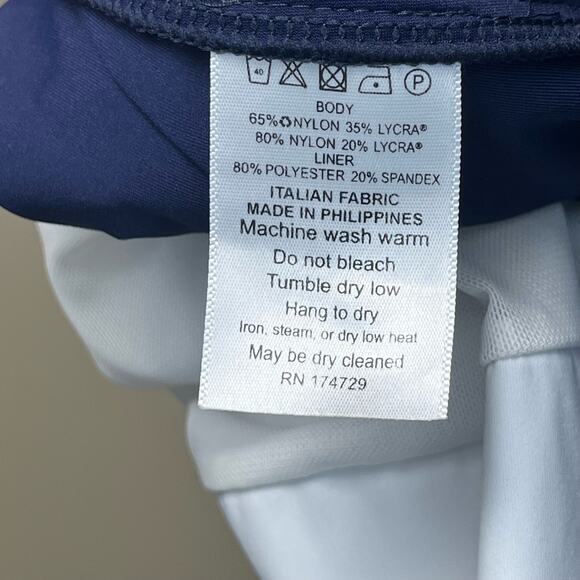 40 P
BODY
65%♻NYLON 35% LYCRA®
80% NYLON 20% LYCRA®
LINER
80% POLYESTER 20% SPANDEX
ITALIAN FABRIC
MADE IN PHILIPPINES
Machine wash warm
Do not bleach
Tumble dry low
Hang to dry
Iron, steam, or dry low heat
May be dry cleaned
RN 174729